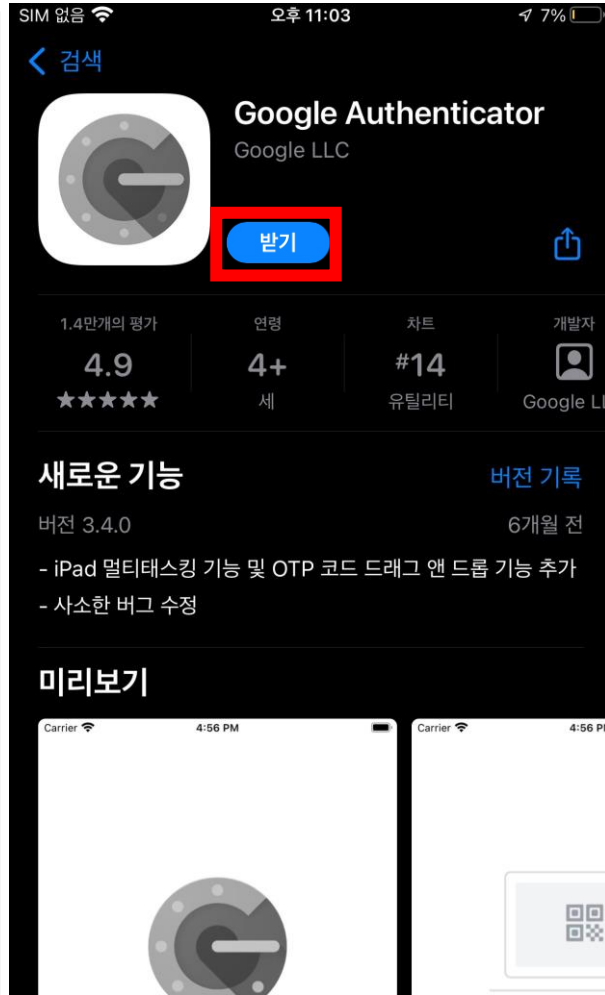 SIM 없음 오후 11:03 7%
검색
Google Authenticator
Google LLC
받기
1.4만개의 평가 연령 차트 개발자
4.9 4+ #14
★★★★★ 세 유틸리티 Google
새로운 기능 버전 기록
버전 3.4.0 6개월 전
- iPad 멀티태스킹 기능 및 OTP 코드 드래그 앤 드롭 기능 추가
- 사소한 버그 수정
미리보기
Carrier 4:56 PM Carrier 4:56